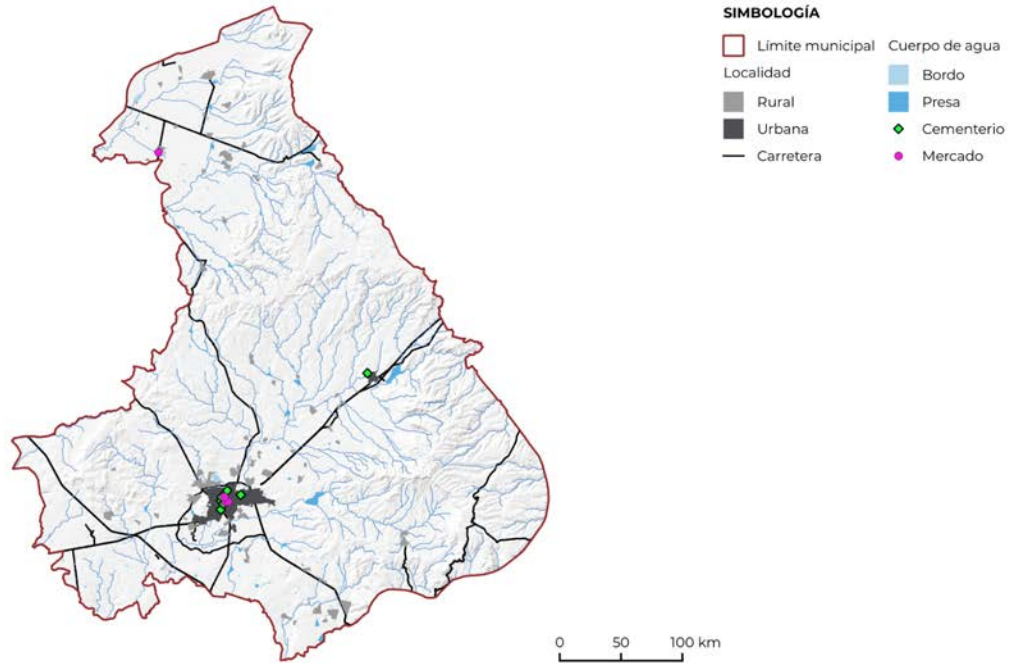 SIMBOLOGÍA
Límite municipal
Localidad
Rural
Urbana
Carretera
Cuerpo de agua
Bordo
Presa
Cementerio
Mercado
0 50 100 km